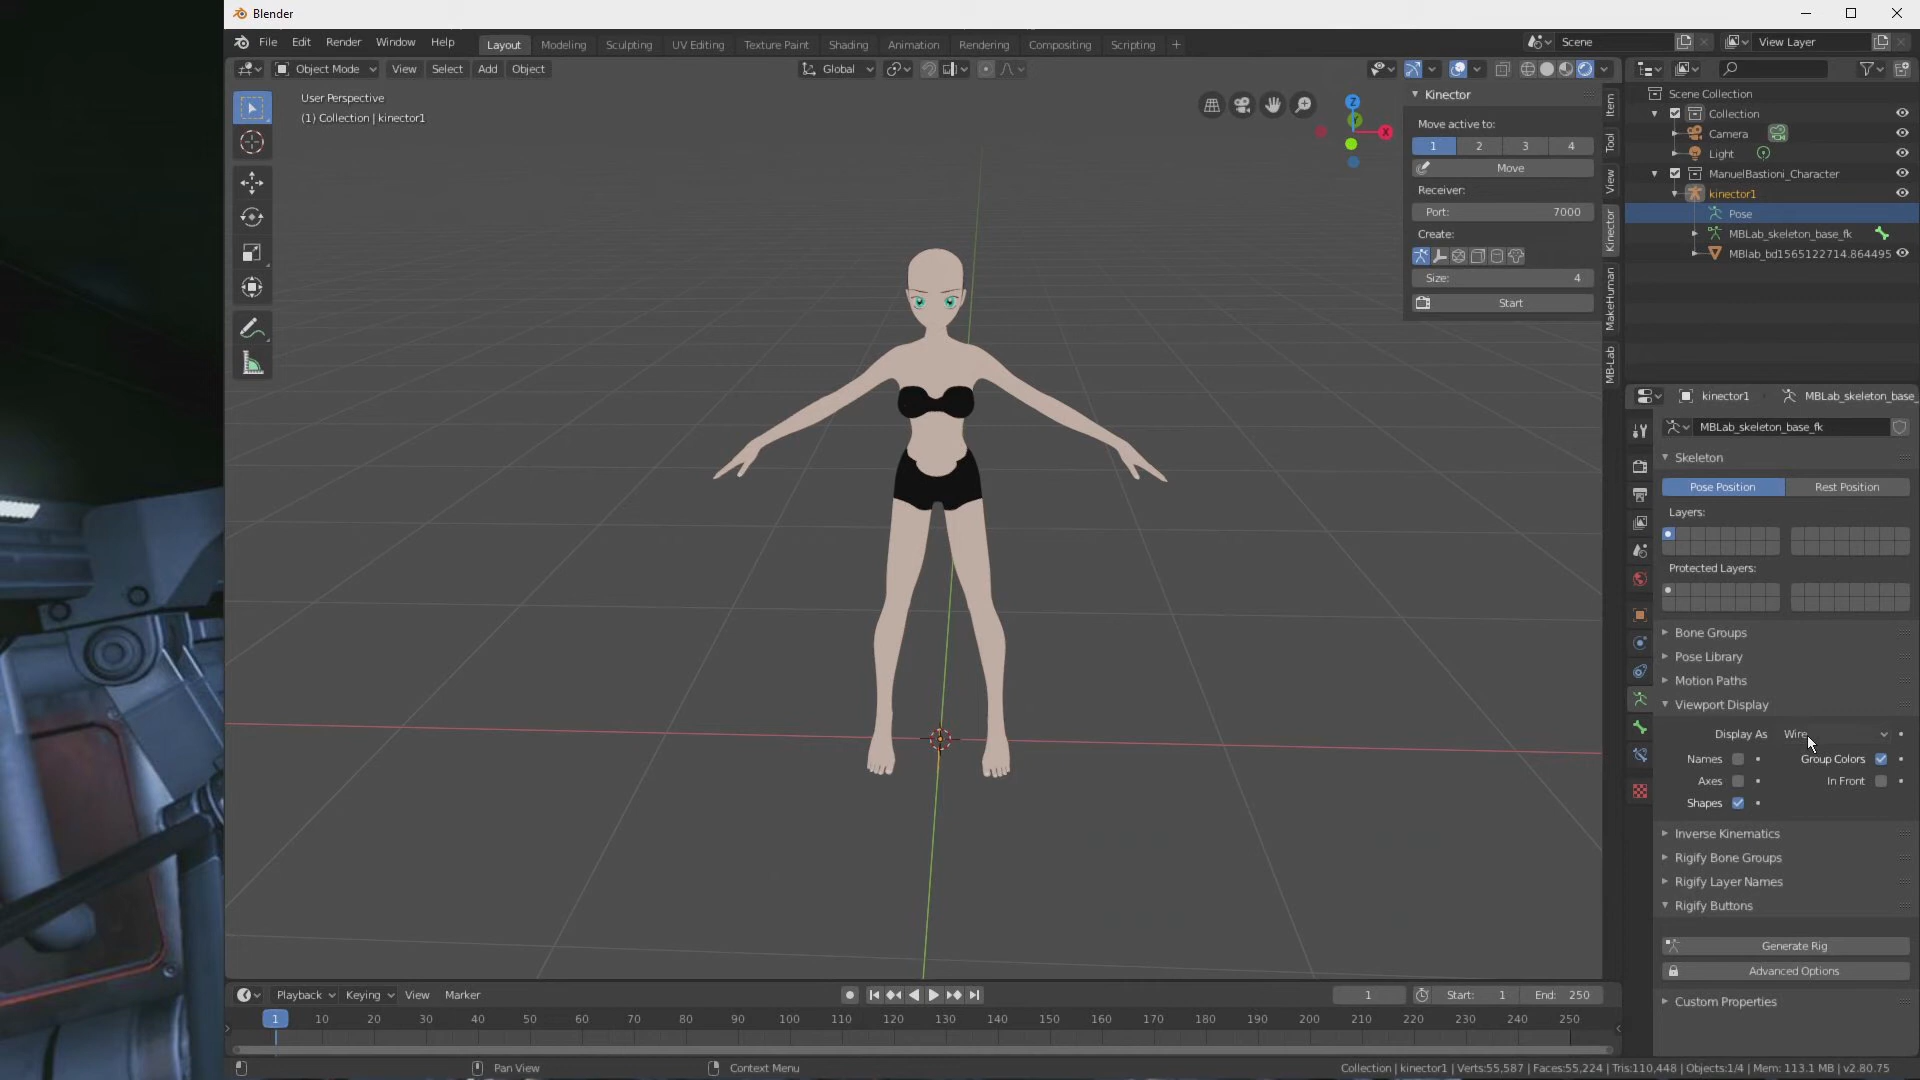 Blender
File Edit Render Window Help
Layout Modeling Sculpting UV Editing Texture Paint Shading Animation Rendering Compositing Scripting +
Scene
View Layer
Object Mode View Select Add Object
Global
User Perspective
(1) Collection | kinector1
Z
Y
X
Kinector
Move active to:
1 2 3 4
Move
Receiver:
Port: 7000
Create:
Size: 4
Start
Item
Tool
View
Kinector
MakeHuman
MB-Lab
Scene Collection
Collection
Camera
Light
ManuelBastioni_Character
kinector1
Pose
MBLab_skeleton_base_fk
MBlab_bd1565122714.864495
kinector1 MBLab_skeleton_base_
MBLab_skeleton_base_fk
Skeleton
Pose Position Rest Position
Layers:
Protected Layers:
Bone Groups
Pose Library
Motion Paths
Viewport Display
Display As Wire
Names Group Colors
Axes In Front
Shapes
Inverse Kinematics
Rigify Bone Groups
Rigify Layer Names
Rigify Buttons
Generate Rig
Advanced Options
Custom Properties
Playback Keying View Marker
1 Start: 1 End: 250
1 10 20 30 40 50 60 70 80 90 100 110 120 130 140 150 160 170 180 190 200 210 220 230 240 250
Pan View Context Menu
Collection | kinector1 | Verts:55,587 | Faces:55,224 | Tris:110,448 | Objects:1/4 | Mem: 113.1 MB | v2.80.75